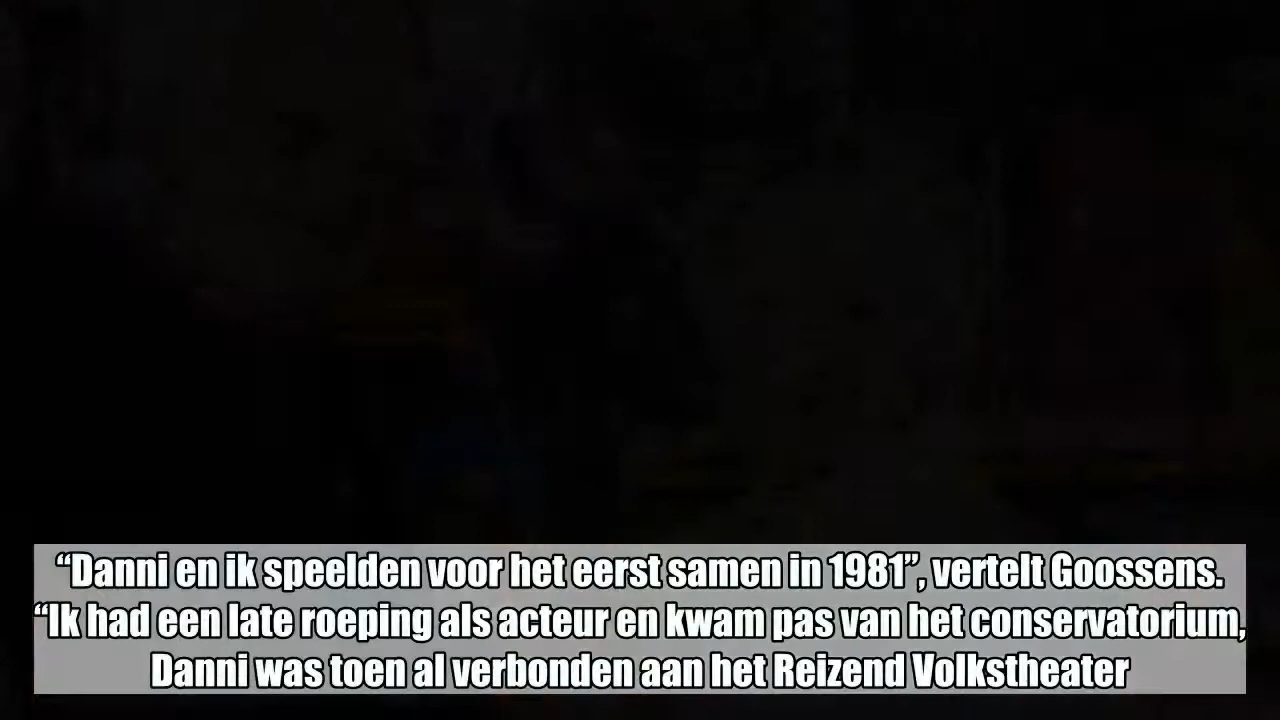 “Danni en ik speelden voor het eerst samen in 1981”, vertelt Goossens.
“Ik had een late roeping als acteur en kwam pas van het conservatorium,
Danni was toen al verbonden aan het Reizend Volkstheater